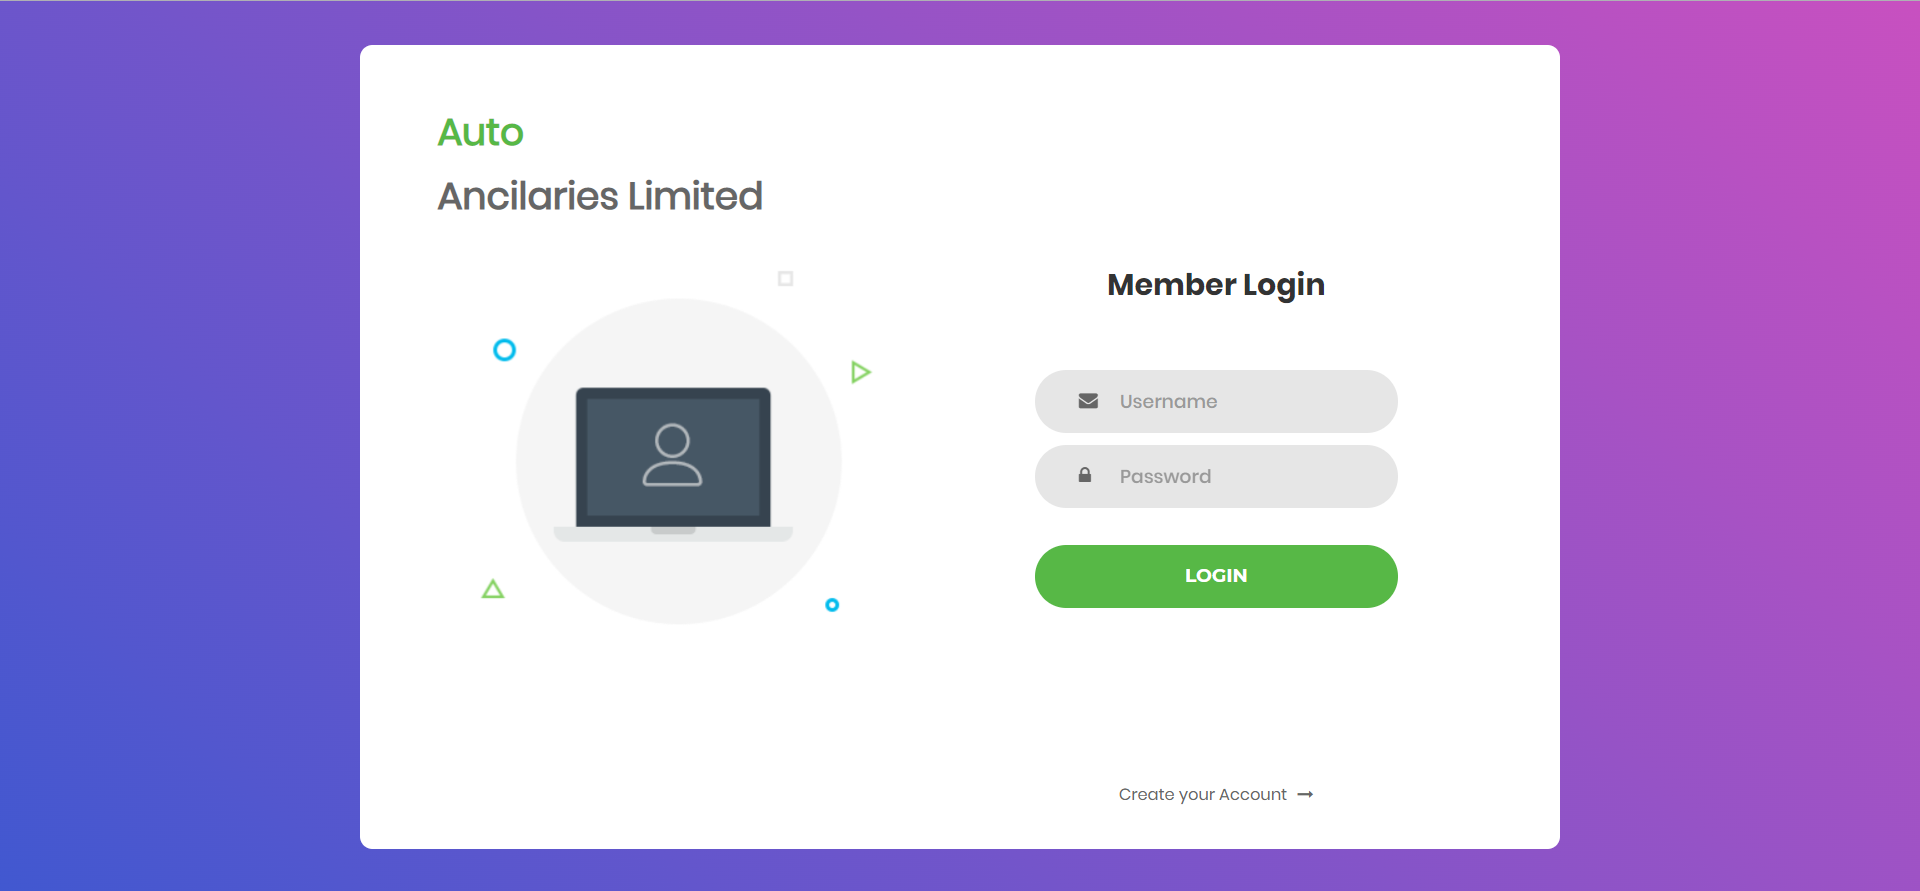 Auto
Ancilaries Limited
Member Login
Username
Password
LOGIN
Create your Account